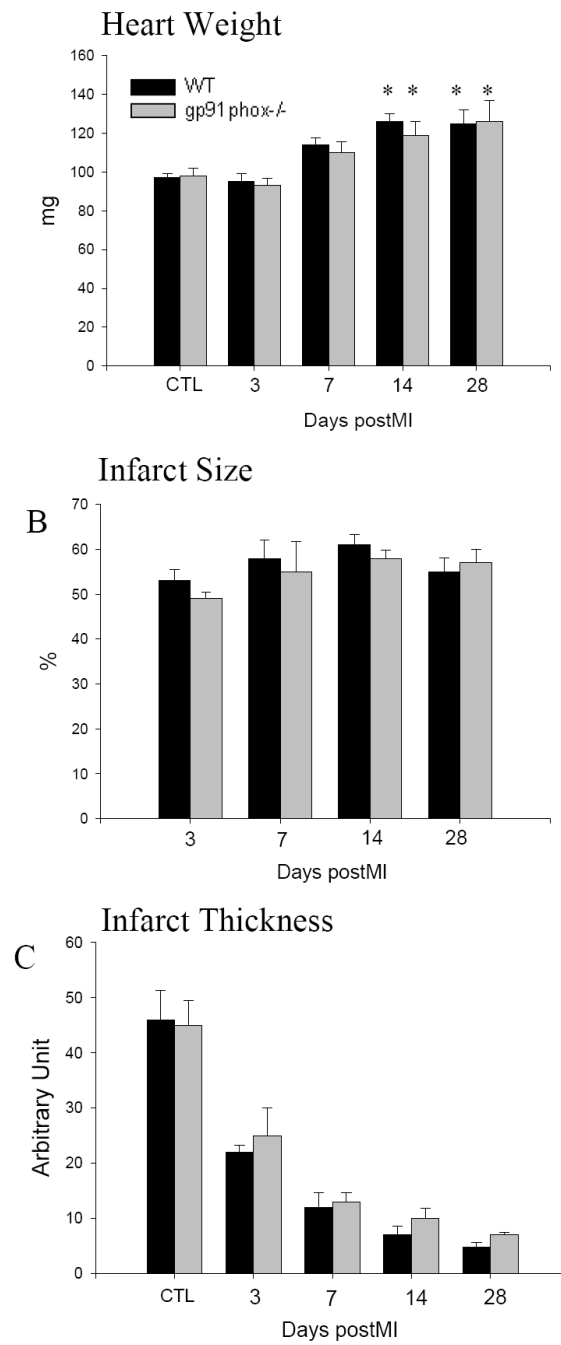 Heart Weight
160
140
120
100
80
60
40
20
0
mg
WT
gp91phox-/-
* * * *
CTL 3 7 14 28
Days postMI
Infarct Size
B
70
60
50
40
30
20
10
0
%
3 7 14 28
Days postMI
Infarct Thickness
C
60
50
40
30
20
10
0
Arbitrary Unit
CTL 3 7 14 28
Days postMI